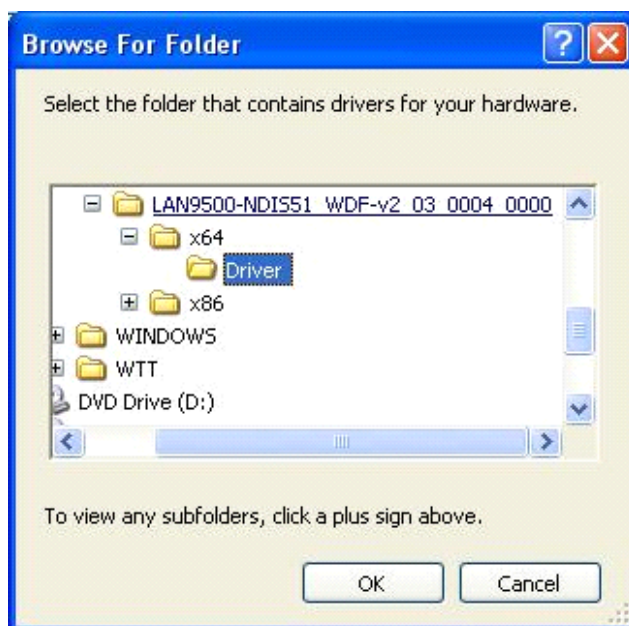 Browse For Folder
Select the folder that contains drivers for your hardware.
LAN9500-NDIS51_WDF-v2_03_0004_0000
x64
Driver
x86
WINDOWS
WTT
DVD Drive (D:)
To view any subfolders, click a plus sign above.
OK Cancel